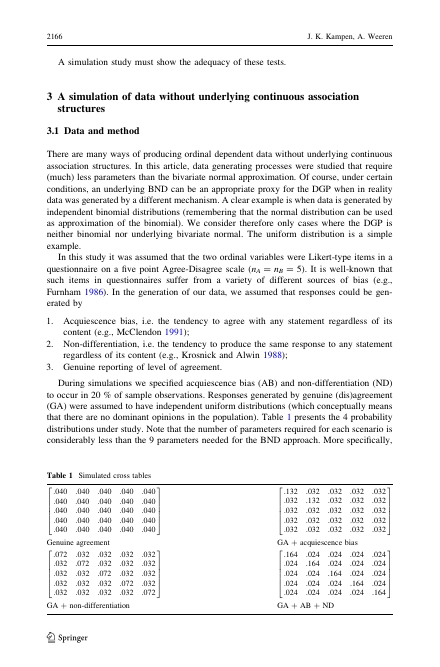 2166 J. K. Kampen, A. Weeren
A simulation study must show the adequacy of these tests.
3 A simulation of data without underlying continuous association
structures
3.1 Data and method
There are many ways of producing ordinal dependent data without underlying continuous
association structures. In this article, data generating processes were studied that require
(much) less parameters than the bivariate normal approximation. Of course, under certain
conditions, an underlying BND can be an appropriate proxy for the DGP when in reality
data was generated by a different mechanism. A clear example is when data is generated by
independent binomial distributions (remembering that the normal distribution can be used
as approximation of the binomial). We consider therefore only cases where the DGP is
neither binomial nor underlying bivariate normal. The uniform distribution is a simple
example.
In this study it was assumed that the two ordinal variables were Likert-type items in a
questionnaire on a five point Agree-Disagree scale (nA = nB = 5). It is well-known that
such items in questionnaires suffer from a variety of different sources of bias (e.g.,
Furnham 1986). In the generation of our data, we assumed that responses could be gen-
erated by
1. Acquiescence bias, i.e. the tendency to agree with any statement regardless of its
content (e.g., McClendon 1991);
2. Non-differentiation, i.e. the tendency to produce the same response to any statement
regardless of its content (e.g., Krosnick and Alwin 1988);
3. Genuine reporting of level of agreement.
During simulations we specified acquiescence bias (AB) and non-differentiation (ND)
to occur in 20 % of sample observations. Responses generated by genuine (dis)agreement
(GA) were assumed to have independent uniform distributions (which conceptually means
that there are no dominant opinions in the population). Table 1 presents the 4 probability
distributions under study. Note that the number of parameters required for each scenario is
considerably less than the 9 parameters needed for the BND approach. More specifically,
Table 1 Simulated cross tables
.040 .040 .040 .040 .040 .132 .032 .032 .032 .032
.040 .040 .040 .040 .040 .032 .132 .032 .032 .032
.040 .040 .040 .040 .040 .032 .032 .032 .032 .032
.040 .040 .040 .040 .040 .032 .032 .032 .032 .032
.040 .040 .040 .040 .040 .032 .032 .032 .032 .032
Genuine agreement GA + acquiescence bias
.072 .032 .032 .032 .032 .164 .024 .024 .024 .024
.032 .072 .032 .032 .032 .024 .164 .024 .024 .024
.032 .032 .072 .032 .032 .024 .024 .164 .024 .024
.032 .032 .032 .072 .032 .024 .024 .024 .164 .024
.032 .032 .032 .032 .072 .024 .024 .024 .024 .164
GA + non-differentiation GA + AB + ND
Springer